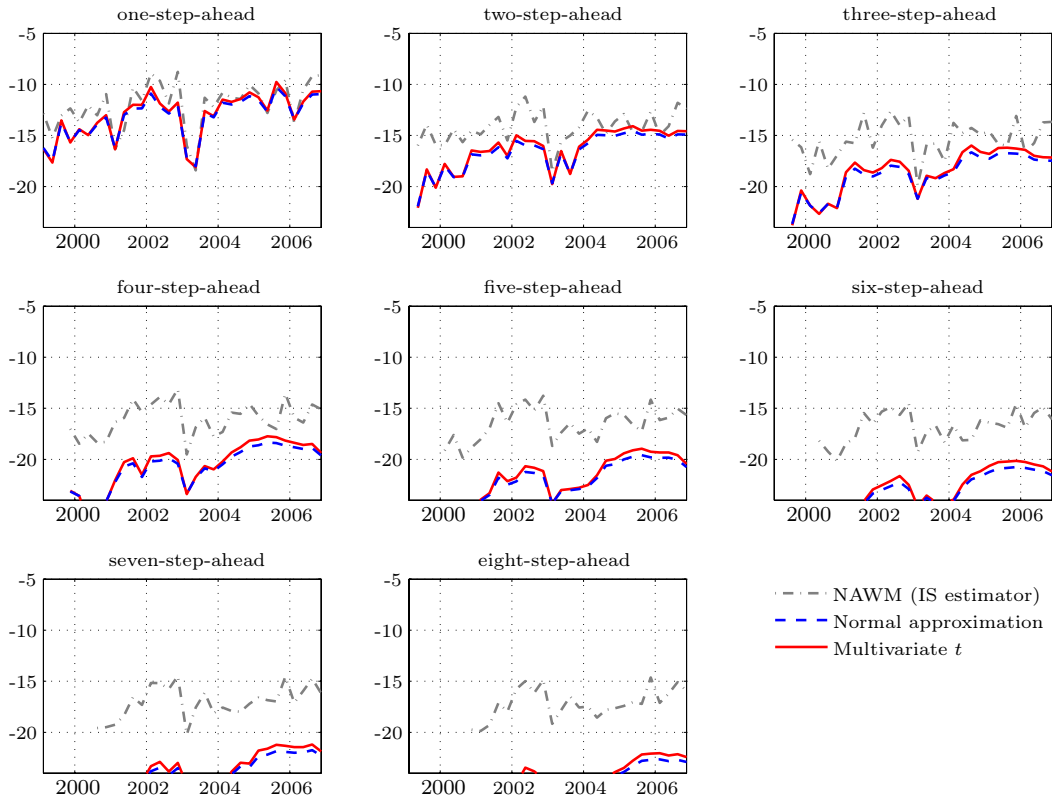 one-step-ahead
-5
-10
-15
-20
2000 2002 2004 2006
two-step-ahead
-5
-10
-15
-20
2000 2002 2004 2006
three-step-ahead
-5
-10
-15
-20
2000 2002 2004 2006
four-step-ahead
-5
-10
-15
-20
2000 2002 2004 2006
five-step-ahead
-5
-10
-15
-20
2000 2002 2004 2006
six-step-ahead
-5
-10
-15
-20
2000 2002 2004 2006
seven-step-ahead
-5
-10
-15
-20
2000 2002 2004 2006
eight-step-ahead
-5
-10
-15
-20
2000 2002 2004 2006
NAWM (IS estimator)
Normal approximation
Multivariate t